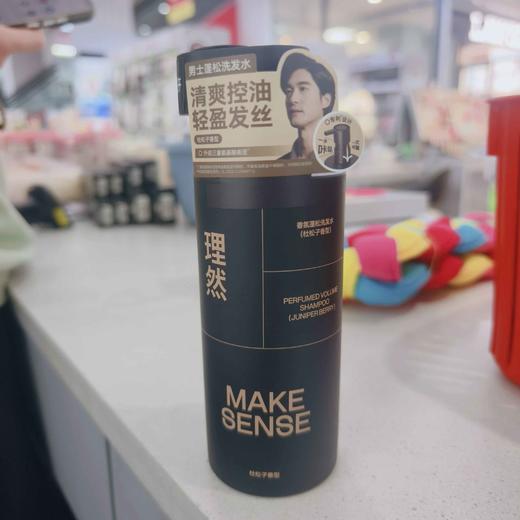 男士蓬松洗发水
清爽控油
轻盈发丝
杜松子香型
咔哒
理然
香氛蓬松洗发水
(杜松子香型)
PERFUMED VOLUME
SHAMPOO
(JUNIPER BERRY)
MAKE
SENSE
杜松子香型